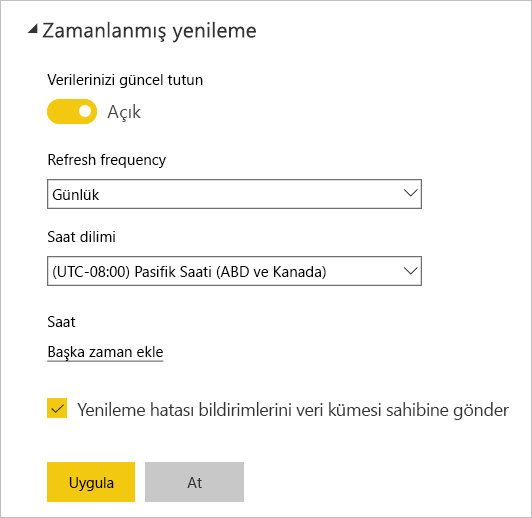 Zamanlanmış yenileme
Verilerinizi güncel tutun
Açık
Refresh frequency
Günlük
Saat dilimi
(UTC-08:00) Pasifik Saati (ABD ve Kanada)
Saat
Başka zaman ekle
Yenileme hatası bildirimlerini veri kümesi sahibine gönder
Uygula
At